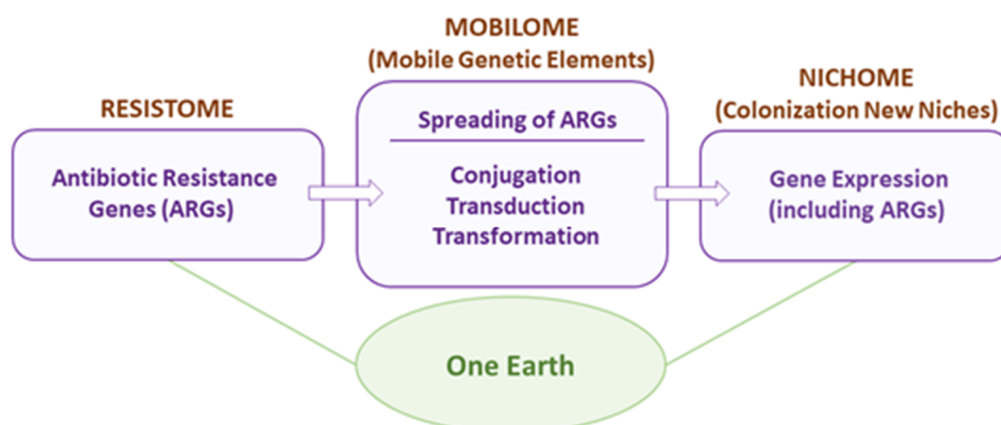 RESISTOME
Antibiotic Resistance
Genes (ARGs)
MOBILOME
(Mobile Genetic Elements)
Spreading of ARGs
Conjugation
Transduction
Transformation
NICHOME
(Colonization New Niches)
Gene Expression
(including ARGs)
One Earth